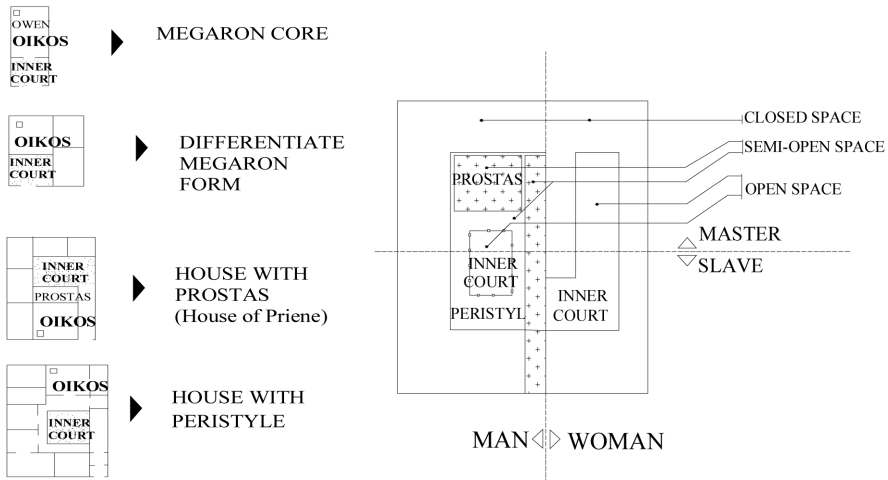 OWEN
OIKOS
INNER
COURT
MEGARON CORE
OIKOS
INNER
COURT
DIFFERENTIATE
MEGARON
FORM
INNER
COURT
PROSTAS
OIKOS
HOUSE WITH
PROSTAS
(House of Priene)
OIKOS
INNER
COURT
HOUSE WITH
PERISTYLE
CLOSED SPACE
SEMI-OPEN SPACE
PROSTAS
OPEN SPACE
MASTER
SLAVE
INNER
COURT
PERISTYL
INNER
COURT
MAN WOMAN